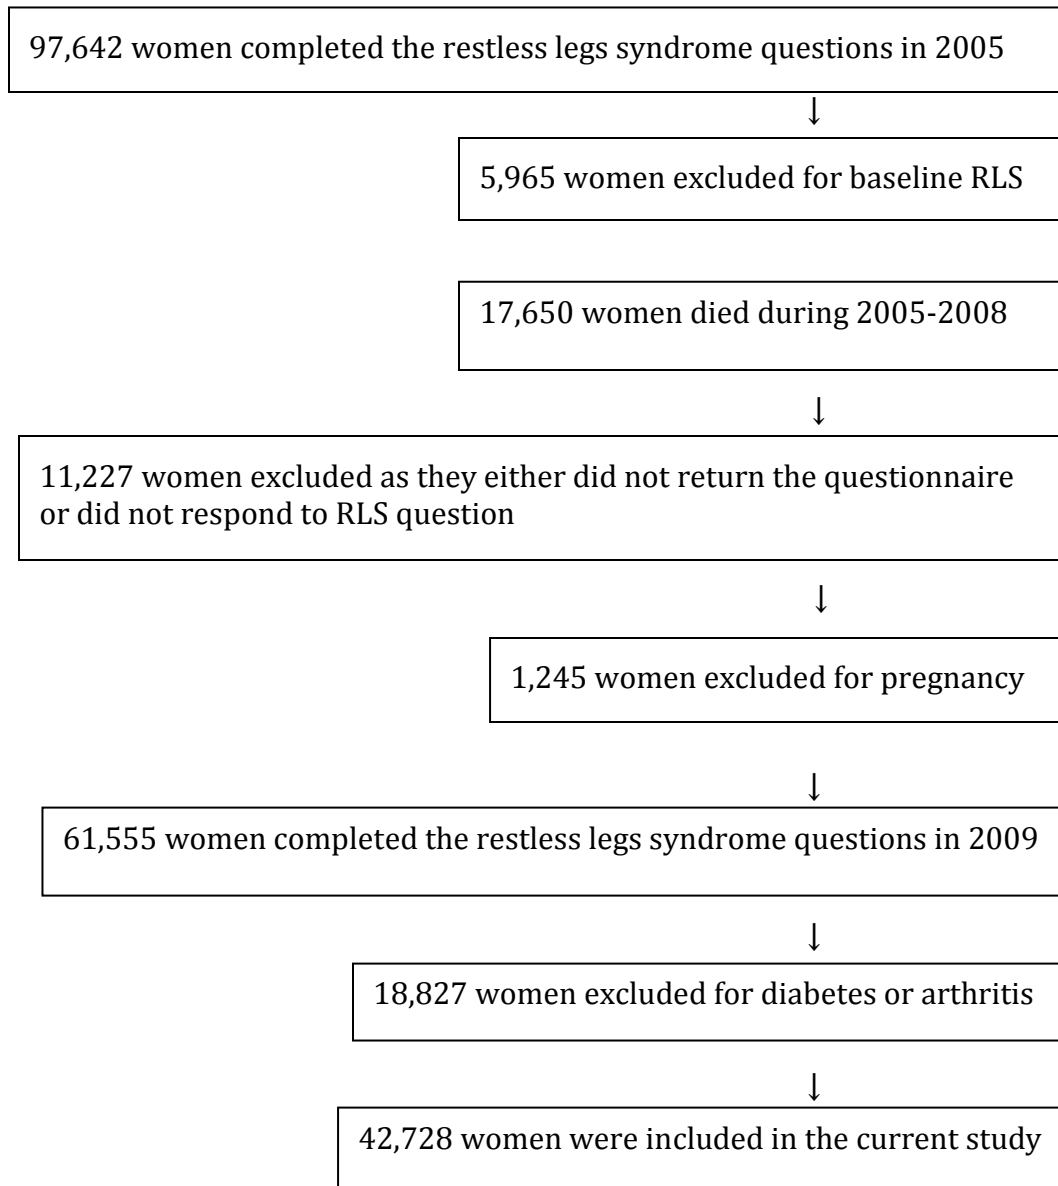 97,642 women completed the restless legs syndrome questions in 2005
↓
5,965 women excluded for baseline RLS
17,650 women died during 2005-2008
↓
11,227 women excluded as they either did not return the questionnaire
or did not respond to RLS question
↓
1,245 women excluded for pregnancy
↓
61,555 women completed the restless legs syndrome questions in 2009
↓
18,827 women excluded for diabetes or arthritis
↓
42,728 women were included in the current study